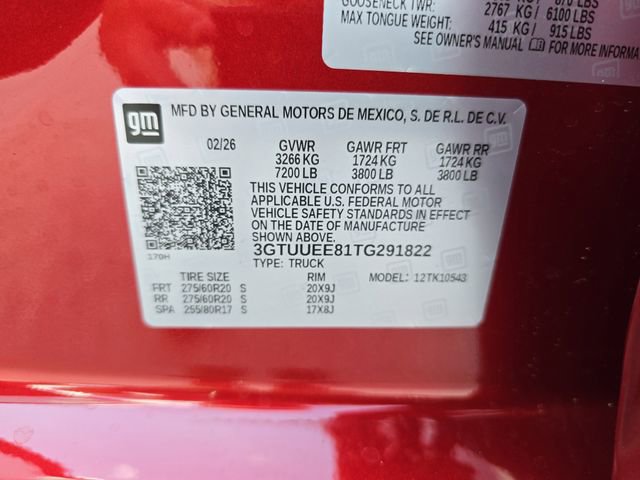 GOOSENECK TWR:
2767 KG / 6100 LBS
MAX TONGUE WEIGHT:
415 KG / 915 LBS
SEE OWNER'S MANUAL FOR MORE INFORMA
gm
MFD BY GENERAL MOTORS DE MEXICO, S. DE R.L. DE C.V.
02/26 GVWR GAWR FRT GAWR RR
3266 KG 1724 KG 1724 KG
7200 LB 3800 LB 3800 LB
THIS VEHICLE CONFORMS TO ALL
APPLICABLE U.S. FEDERAL MOTOR
VEHICLE SAFETY STANDARDS IN EFFECT
ON THE DATE OF MANUFACTURE
SHOWN ABOVE.
170H
3GTUUEE81TG291822
TYPE: TRUCK
TIRE SIZE RIM MODEL: 12TK10543
FRT 275/60R20 S 20X9J
RR 275/60R20 S 20X9J
SPA 255/80R17 S 17X8J